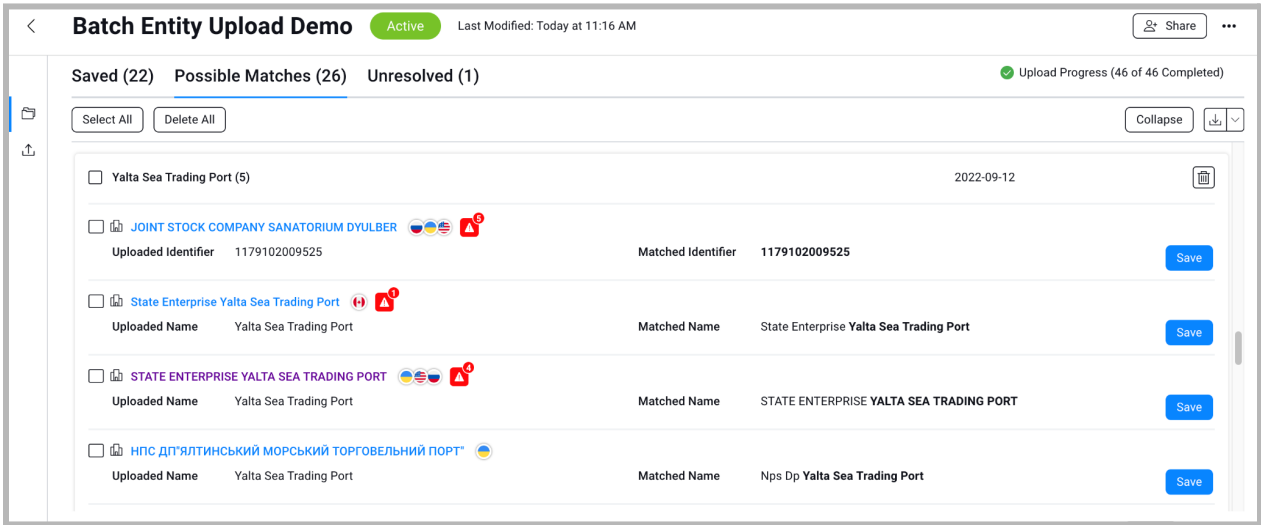 Batch Entity Upload Demo Active Last Modified: Today at 11:16 AM Share
Saved (22) Possible Matches (26) Unresolved (1) Upload Progress (46 of 46 Completed)
Select All Delete All Collapse
Yalta Sea Trading Port (5) 2022-09-12
JOINT STOCK COMPANY SANATORIUM DYULBER 5
Uploaded Identifier 1179102009525 Matched Identifier 1179102009525 Save
State Enterprise Yalta Sea Trading Port 1
Uploaded Name Yalta Sea Trading Port Matched Name State Enterprise Yalta Sea Trading Port Save
STATE ENTERPRISE YALTA SEA TRADING PORT 4
Uploaded Name Yalta Sea Trading Port Matched Name STATE ENTERPRISE YALTA SEA TRADING PORT Save
НПС ДП"ЯЛТИНСЬКИЙ МОРСЬКИЙ ТОРГОВЕЛЬНИЙ ПОРТ"
Uploaded Name Yalta Sea Trading Port Matched Name Nps Dp Yalta Sea Trading Port Save